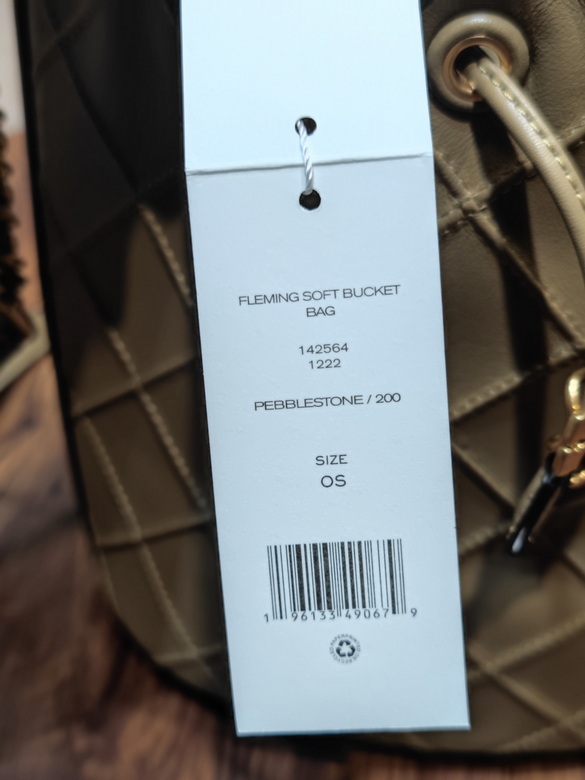 FLEMING SOFT BUCKET
BAG
142564
1222
PEBBLESTONE / 200
SIZE
OS
1 96133 49067 9